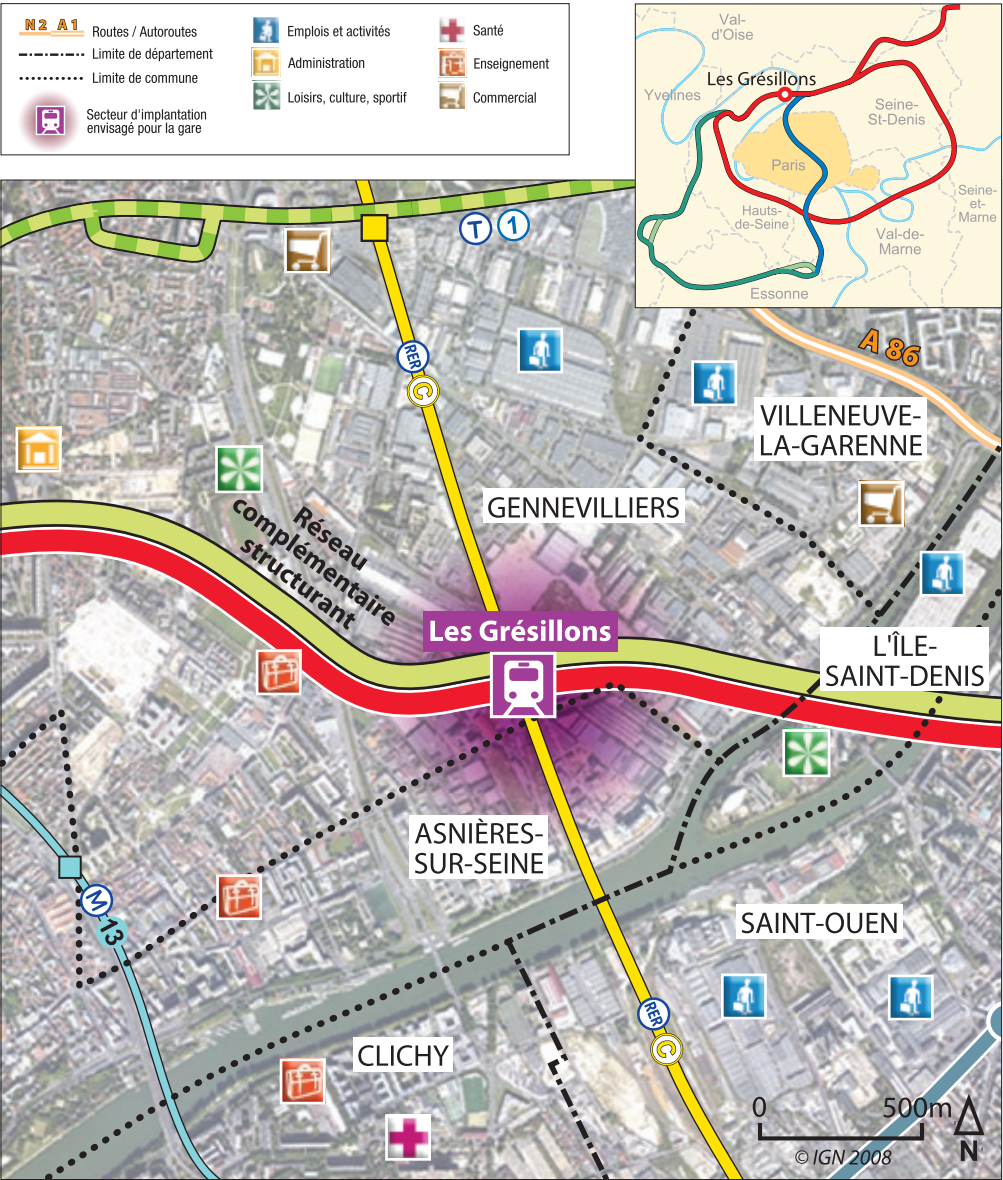 N2 A1 Routes / Autoroutes
Limite de département
Limite de commune
Secteur d'implantation
envisagé pour la gare
Emplois et activités
Administration
Loisirs, culture, sportif
Santé
Enseignement
Commercial
Val-
d'Oise
Les Grésillons
Yvelines
Seine-
St-Denis
Paris
Hauts-
de-Seine
Seine-
et-
Marne
Val-de-
Marne
Essonne
T 1
A 86
RER
C
VILLENEUVE-
LA-GARENNE
GENNEVILLIERS
Réseau
complémentaire
structurant
Les Grésillons
L'ÎLE-
SAINT-DENIS
ASNIÈRES-
SUR-SEINE
M 13
SAINT-OUEN
RER
C
CLICHY
0 500m
© IGN 2008
N